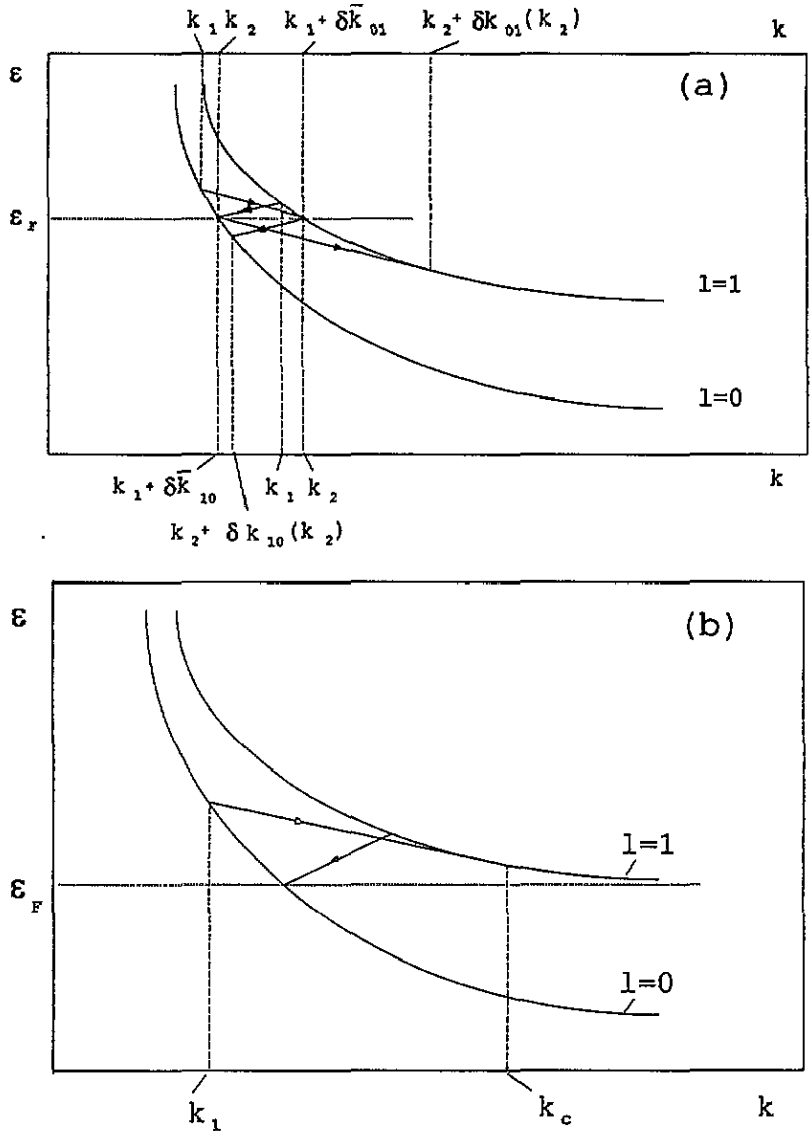 k₁ k₂ k₁+ δk̄₀₁ k₂+ δk₀₁(k₂) k
ε (a)
εᵣ
l=1
l=0
k₁+ δk̄₁₀ k₁ k₂ k
k₂+ δk₁₀(k₂)
ε (b)
l=1
ε_F
l=0
k₁ k_c k